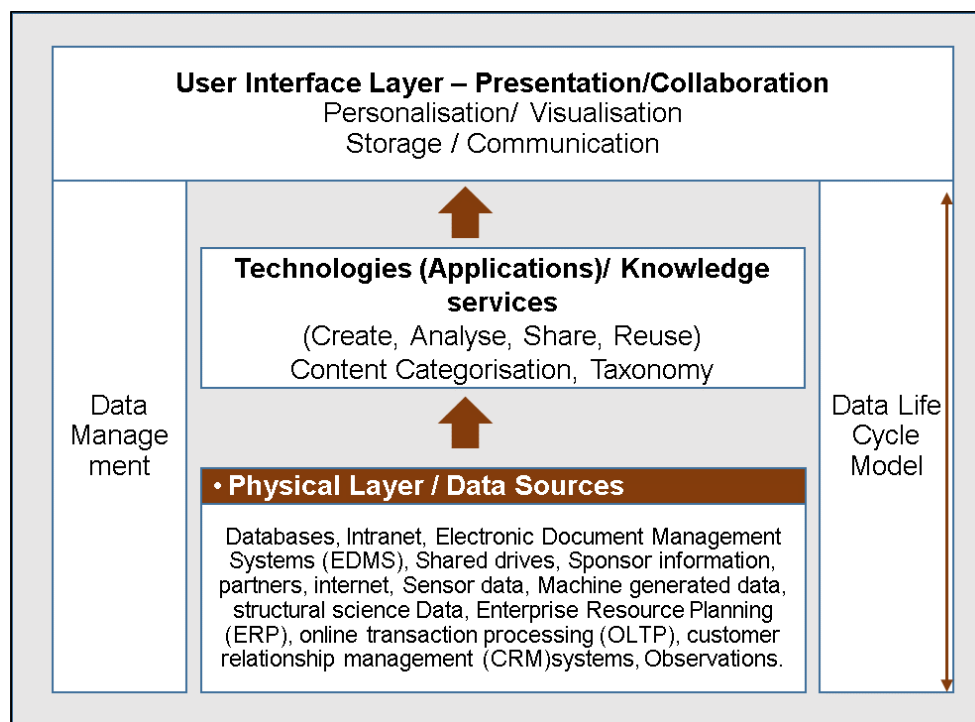 User Interface Layer – Presentation/Collaboration
Personalisation/ Visualisation
Storage / Communication
Technologies (Applications)/ Knowledge
services
(Create, Analyse, Share, Reuse)
Content Categorisation, Taxonomy
Data
Manage
ment
Data Life
Cycle
Model
• Physical Layer / Data Sources
Databases, Intranet, Electronic Document Management
Systems (EDMS), Shared drives, Sponsor information,
partners, internet, Sensor data, Machine generated data,
structural science Data, Enterprise Resource Planning
(ERP), online transaction processing (OLTP), customer
relationship management (CRM)systems, Observations.